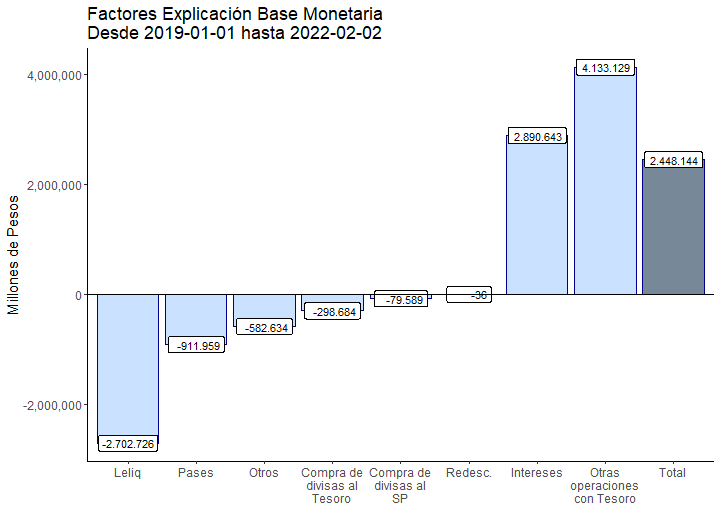 Factores Explicación Base Monetaria
Desde 2019-01-01 hasta 2022-02-02
Millones de Pesos
4,000,000
2,000,000
0
-2,000,000
-2.702.726
-911.959
-582.634
-298.684
-79.589
-36
2.890.643
4.133.129
2.448.144
Leliq
Pases
Otros
Compra de
divisas al
Tesoro
Compra de
divisas al
SP
Redesc.
Intereses
Otras
operaciones
con Tesoro
Total